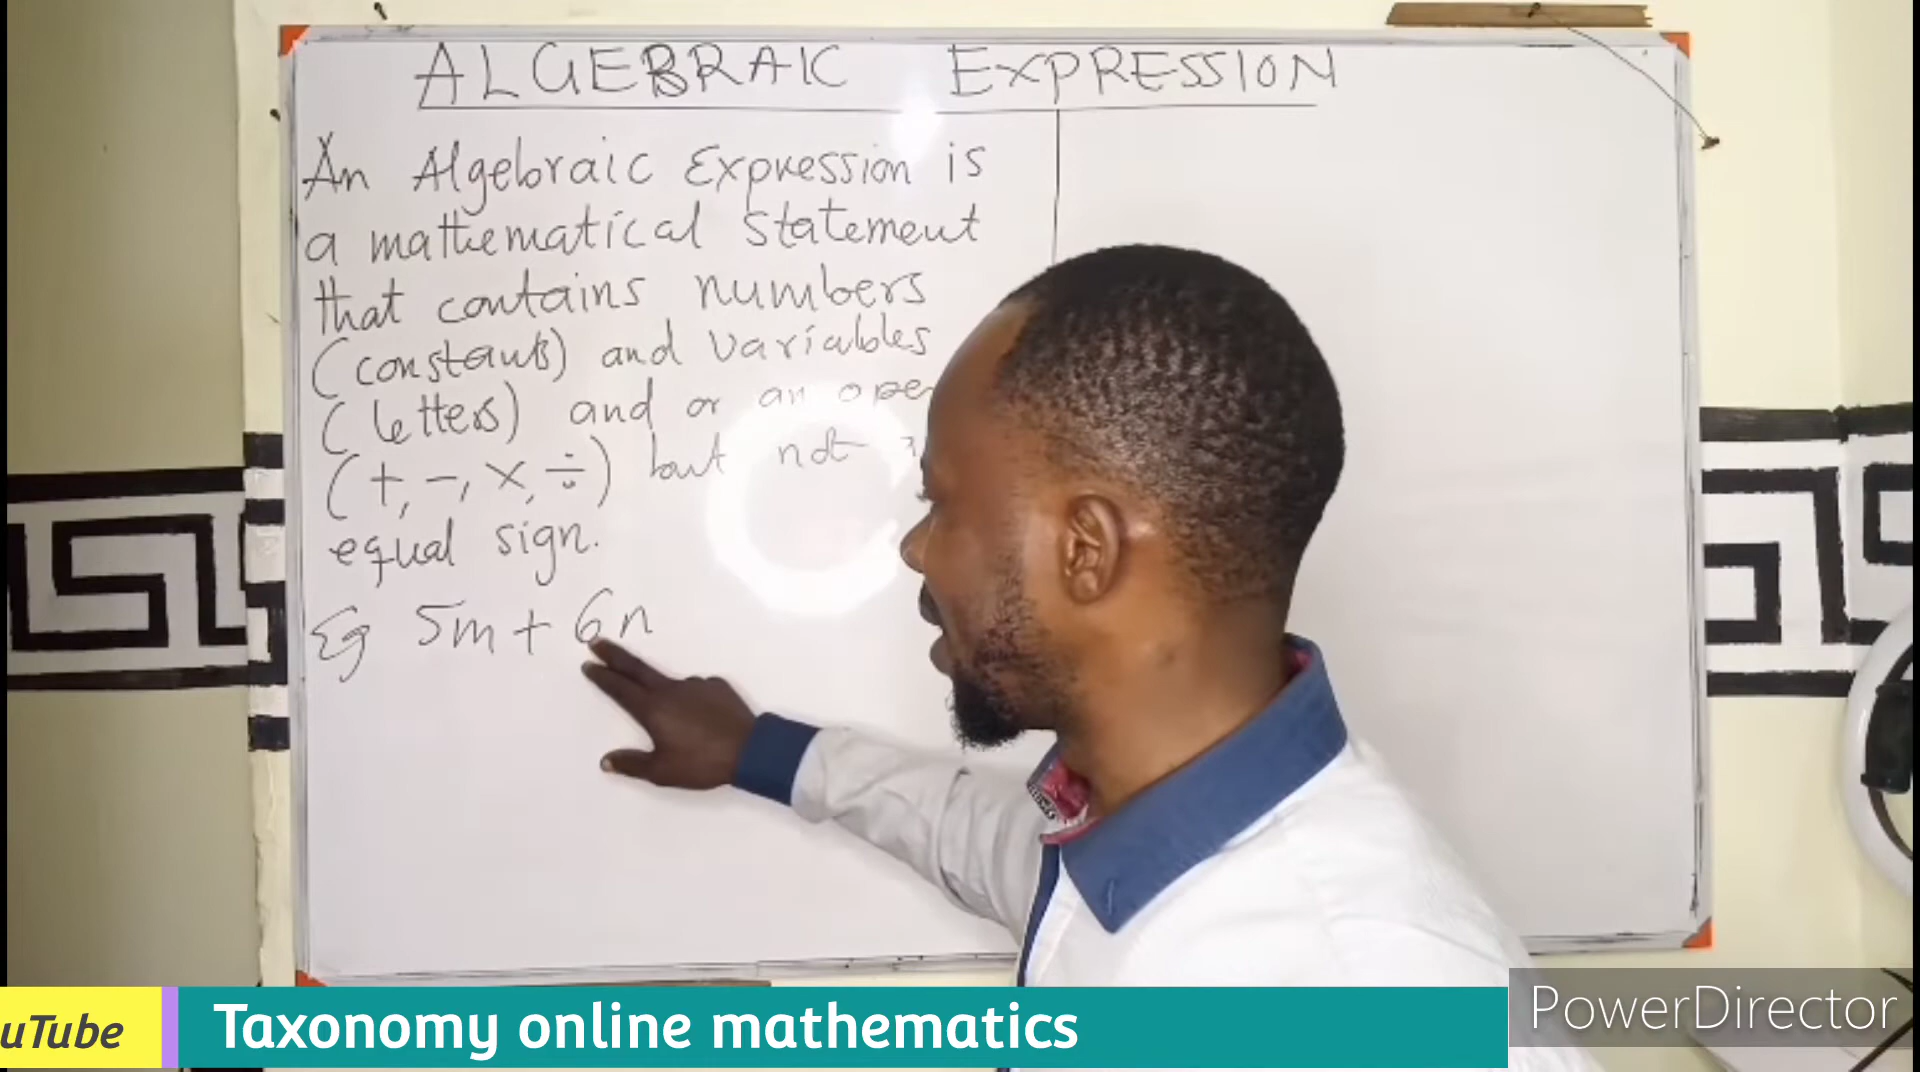 ALGEBRAIC EXPRESSION
An Algebraic Expression is
a mathematical statement
that contains numbers
(constants) and variables
(letters) and or an ope
(+, -, ×, ÷) but not
equal sign.
Eg 5m + 6n
uTube Taxonomy online mathematics
PowerDirector